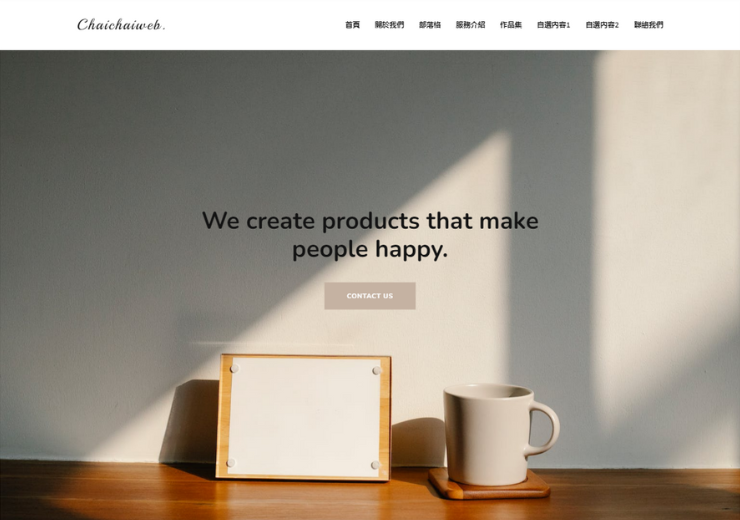 Chaichaiweb.
首頁 關於我們 部落格 服務介紹 作品集 自選內容1 自選內容2 聯絡我們
We create products that make
people happy.
CONTACT US